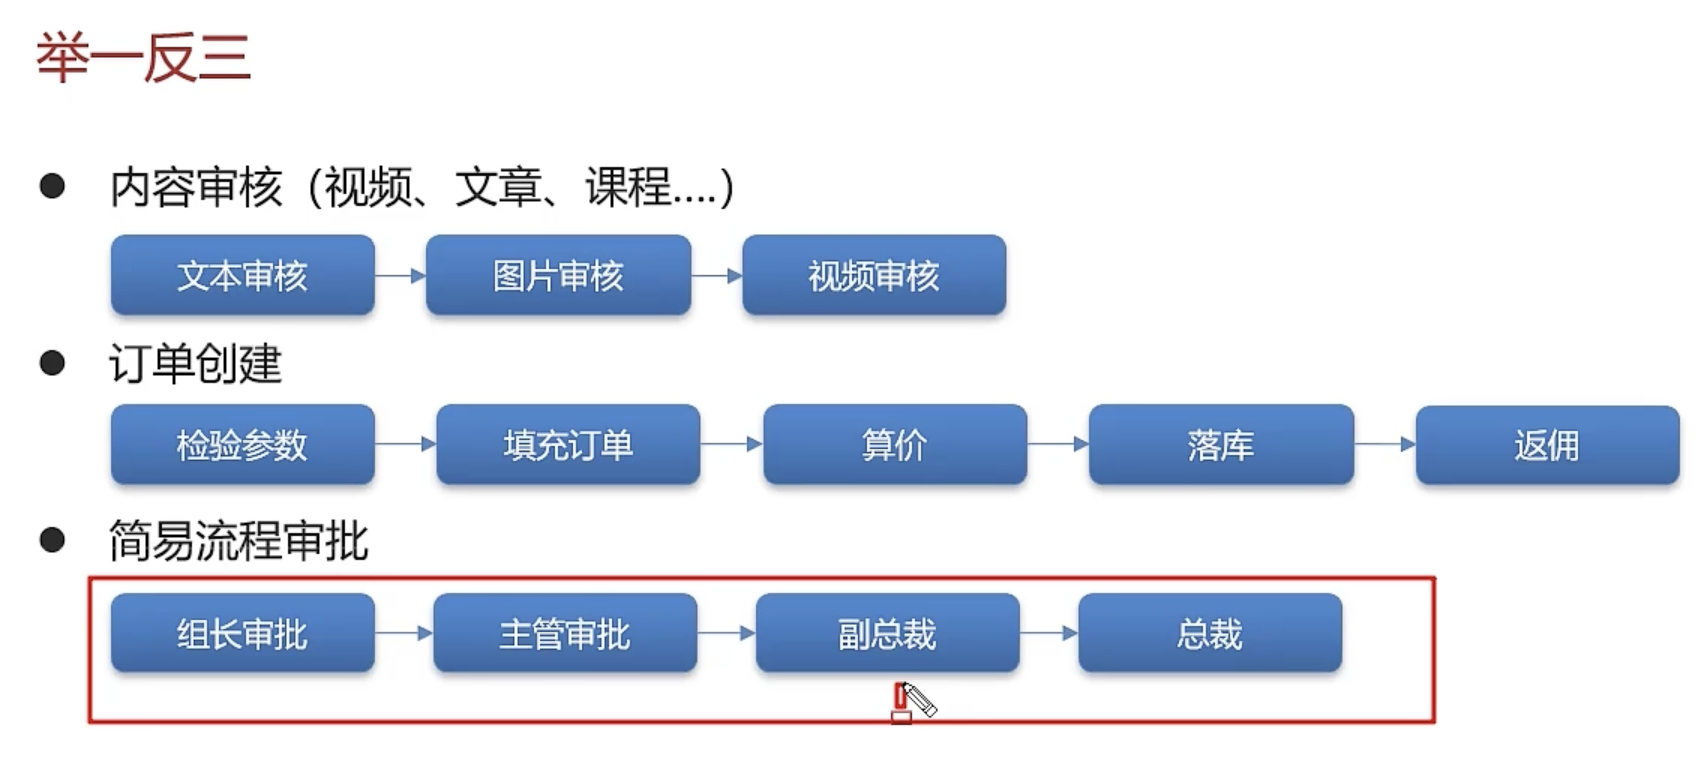 举一反三
内容审核（视频、文章、课程....）
文本审核 图片审核 视频审核
订单创建
检验参数 填充订单 算价 落库 返佣
简易流程审批
组长审批 主管审批 副总裁 总裁